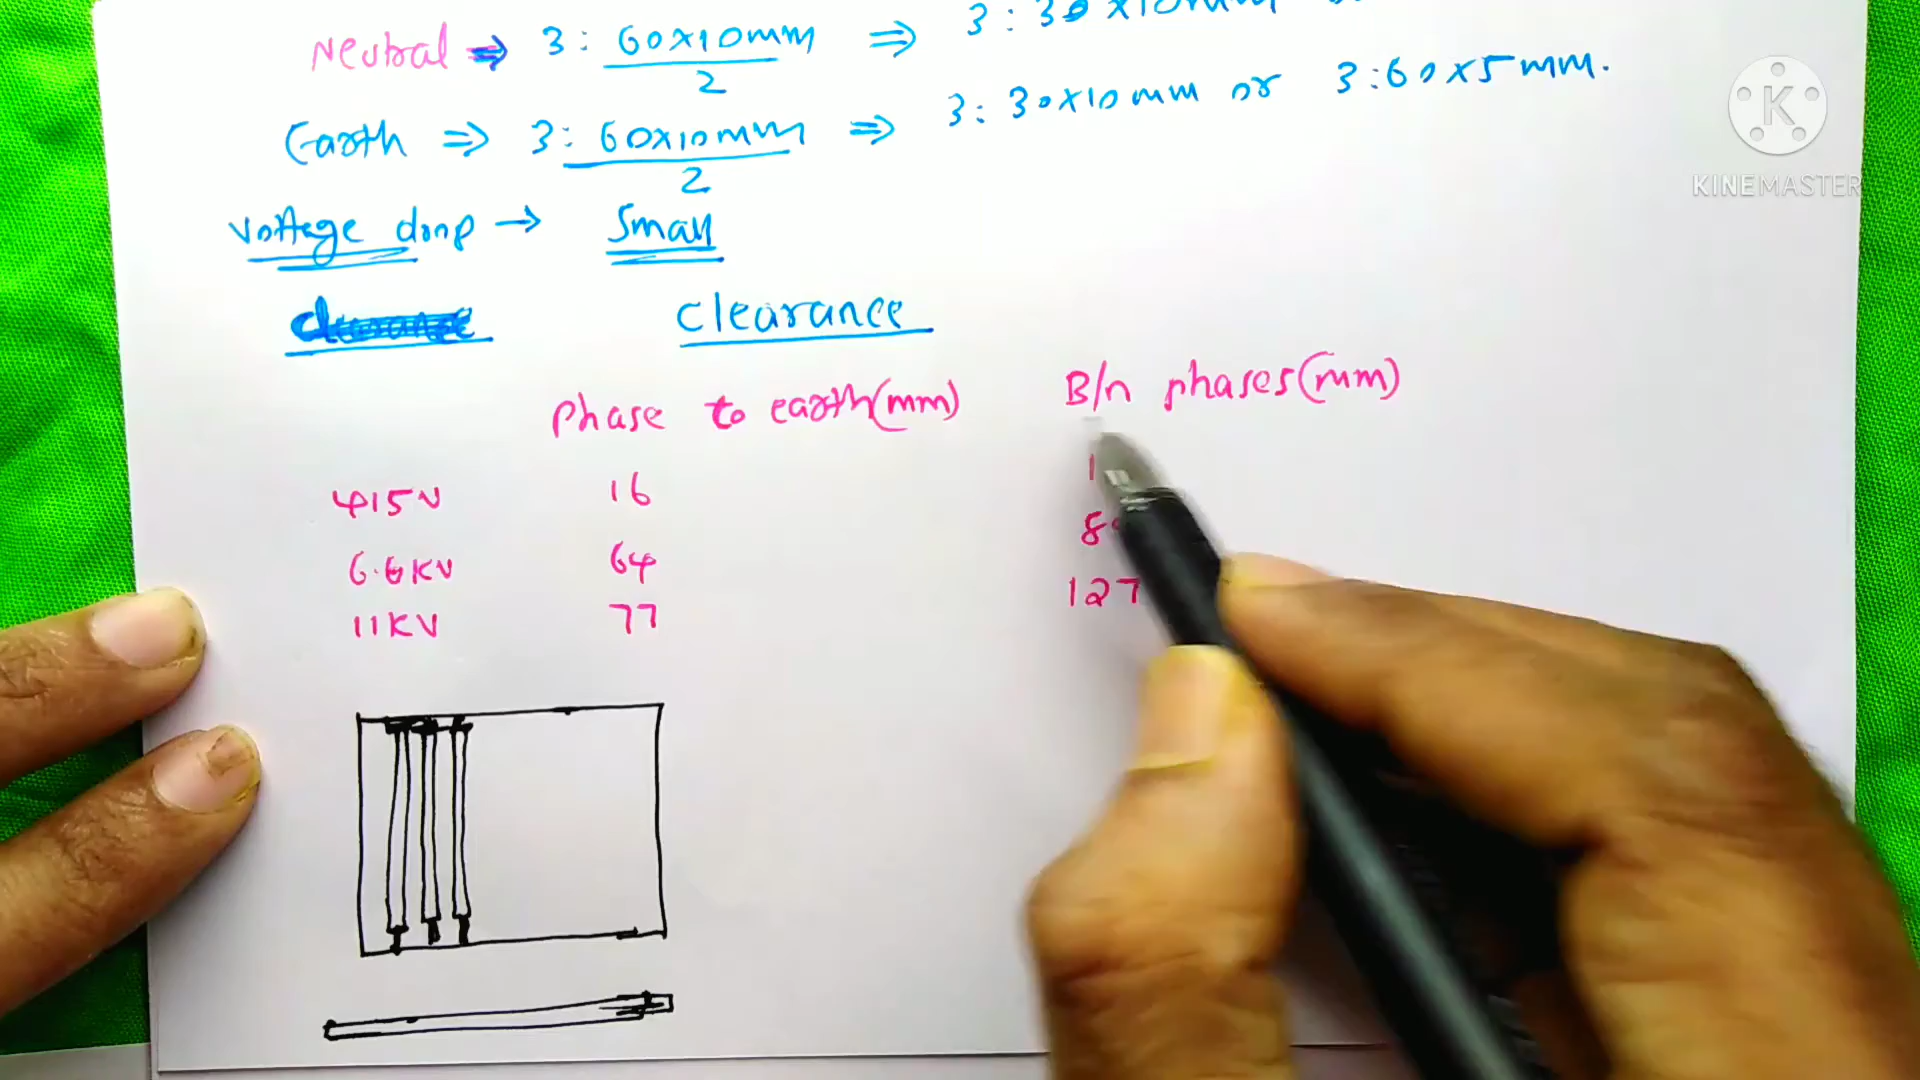 Neutral ⇒ 3: 60x10mm/2 ⇒ 3:30x10mm
Earth ⇒ 3: 60x10mm/2 ⇒ 3:30x10mm or 3:60x5mm.
Voltage drop → Small
Clearance
Phase to earth(mm) B/n phases(mm)
415V 16
6.6KV 64
11KV 77 127
K
KINEMASTER